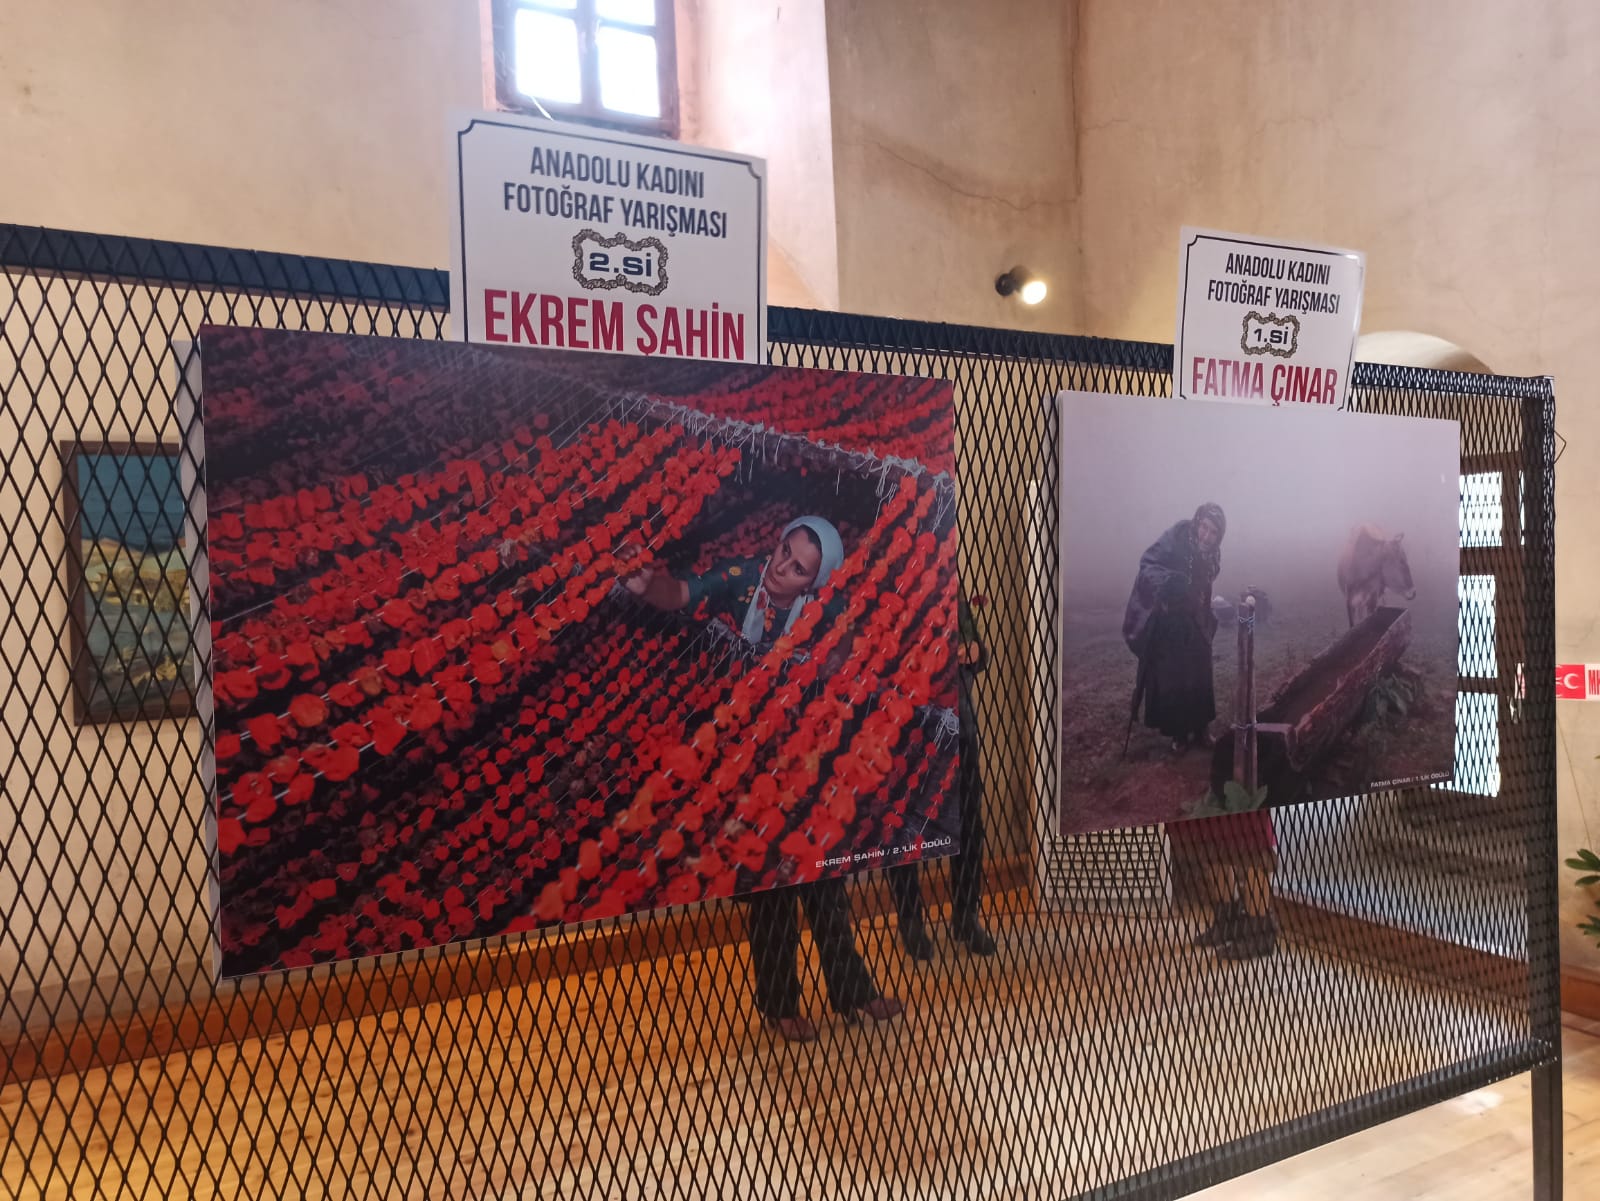 ANADOLU KADINI
FOTOĞRAF YARIŞMASI
2.Sİ
EKREM ŞAHİN
EKREM ŞAHİN / 2.'LİK ÖDÜLÜ
ANADOLU KADINI
FOTOĞRAF YARIŞMASI
1.Sİ
FATMA ÇINAR
FATMA ÇINAR / 1.'LİK ÖDÜLÜ